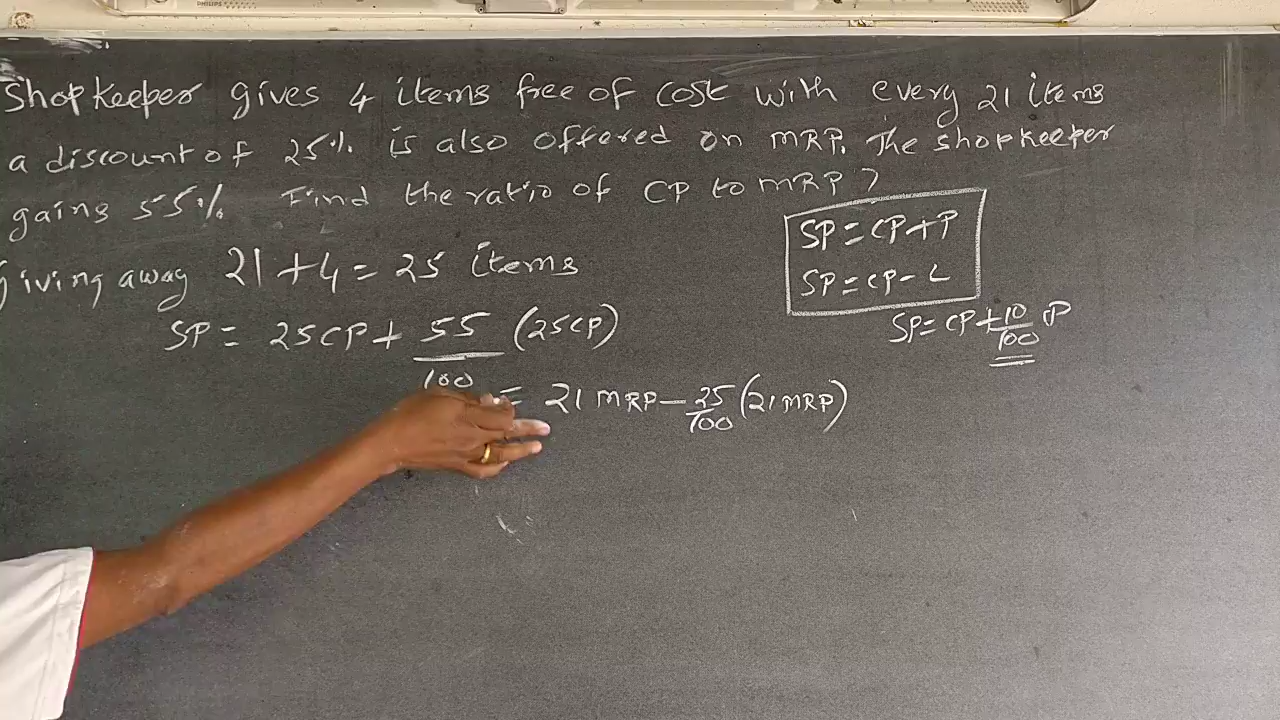 PHILIPS
Shopkeeper gives 4 items free of cost with every 21 items
a discount of 25% is also offered on MRP. The shopkeeper
gains 55% Find the ratio of CP to MRP?
SP = CP + P
SP = CP - L
Giving away 21 + 4 = 25 items
SP = CP + 10/100 CP
SP = 25CP + 55/100 (25CP)
= 21 MRP - 25/100 (21 MRP)